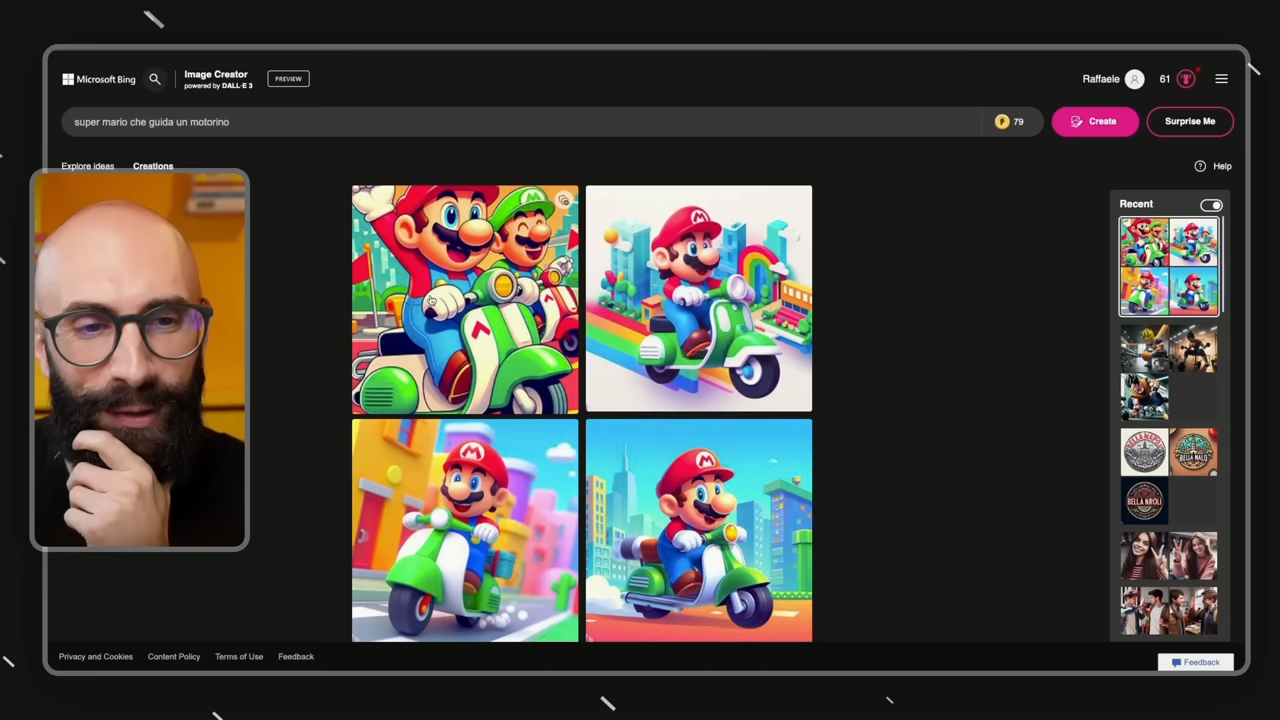 Microsoft Bing
Image Creator
powered by DALL·E 3
PREVIEW
Raffaele
61
super mario che guida un motorino
79
Create
Surprise Me
Explore ideas
Creations
Help
Recent
M
M
M
M
BELLA NAPOLI
BELLA NALO
Privacy and Cookies
Content Policy
Terms of Use
Feedback
Feedback